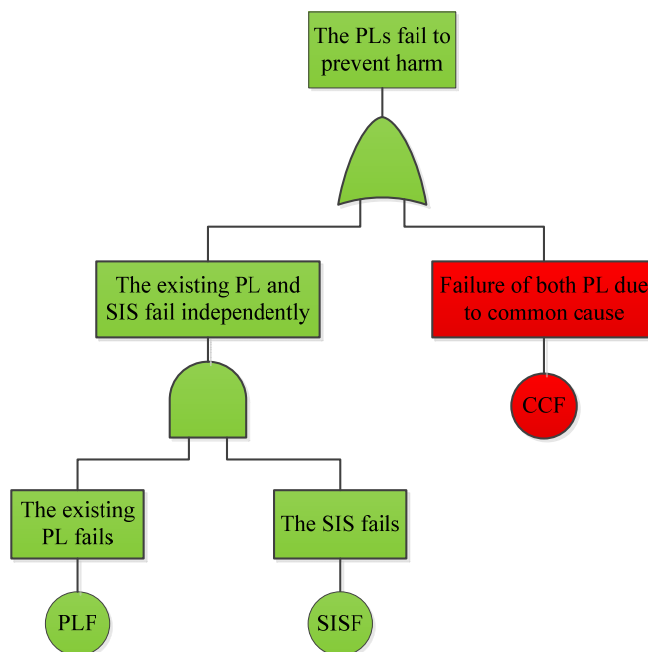 The PLs fail to
prevent harm
The existing PL and
SIS fail independently
Failure of both PL due
to common cause
CCF
The existing
PL fails
The SIS fails
PLF
SISF